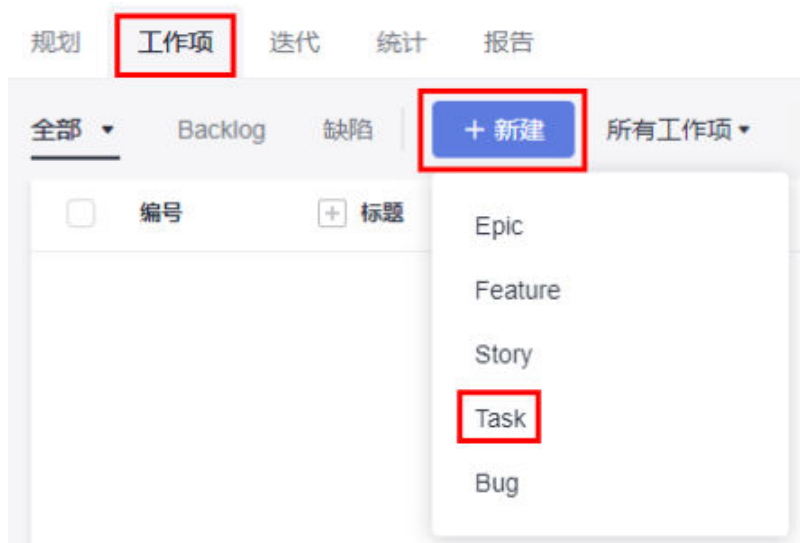 规划 工作项 迭代 统计 报告
全部 Backlog 缺陷 + 新建 所有工作项
编号 标题
Epic
Feature
Story
Task
Bug